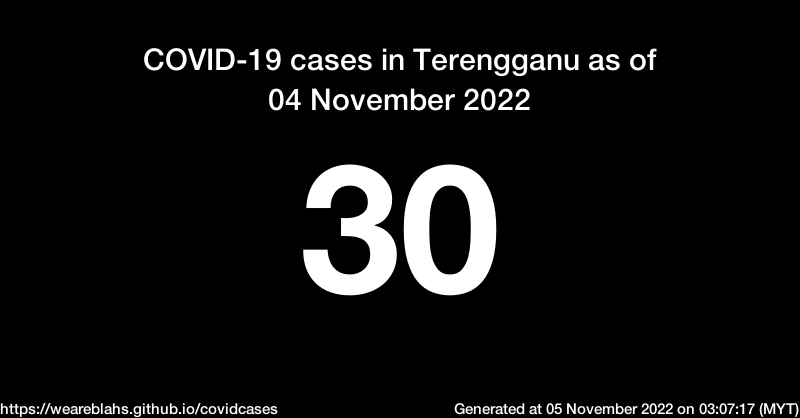 COVID-19 cases in Terengganu as of
04 November 2022
30
https://weareblahs.github.io/covidcases
Generated at 05 November 2022 on 03:07:17 (MYT)